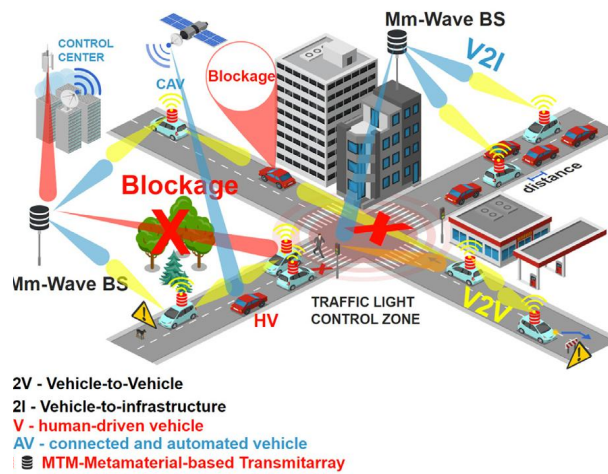 Mm-Wave BS
CONTROL
CENTER
V2I
CAV
Blockage
distance
Blockage
Mm-Wave BS
HV
TRAFFIC LIGHT
CONTROL ZONE
V2V
2V - Vehicle-to-Vehicle
2I - Vehicle-to-infrastructure
V - human-driven vehicle
AV - connected and automated vehicle
MTM-Metamaterial-based Transmitarray